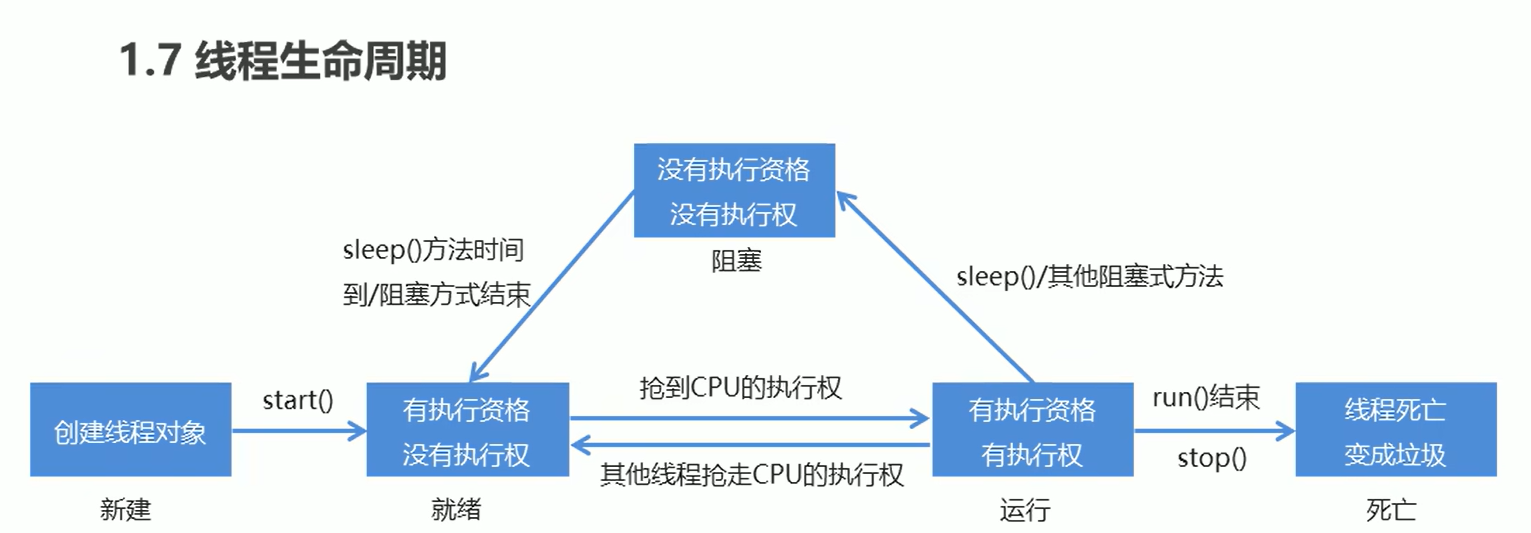 1.7 线程生命周期
没有执行资格
没有执行权
阻塞
sleep()方法时间
到/阻塞方式结束
sleep()/其他阻塞式方法
创建线程对象
新建
start()
有执行资格
没有执行权
就绪
抢到CPU的执行权
其他线程抢走CPU的执行权
有执行资格
有执行权
运行
run()结束
stop()
线程死亡
变成垃圾
死亡